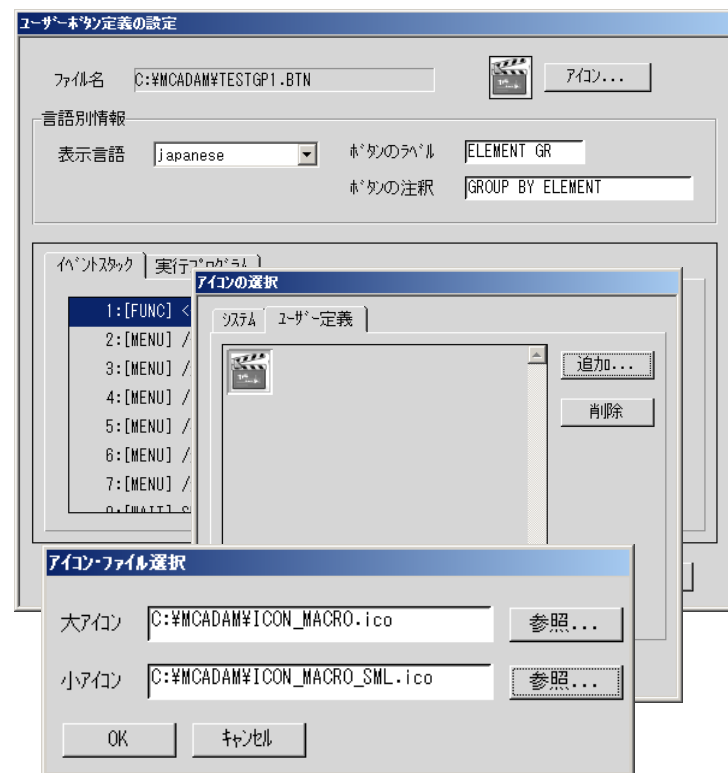 ユーザーボタン定義の設定
ファイル名 C:¥MCADAM¥TESTGP1.BTN アイコン...
言語別情報
表示言語 japanese ボタンのラベル ELEMENT GR
ボタンの注釈 GROUP BY ELEMENT
イベントスタック 実行プログラム
アイコンの選択
1:[FUNC] <
システム ユーザー定義
2:[MENU] /
3:[MENU] /
追加...
4:[MENU] /
削除
5:[MENU] /
6:[MENU] /
7:[MENU] /
アイコン・ファイル選択
大アイコン C:¥MCADAM¥ICON_MACRO.ico 参照...
小アイコン C:¥MCADAM¥ICON_MACRO_SML.ico 参照...
OK キャンセル